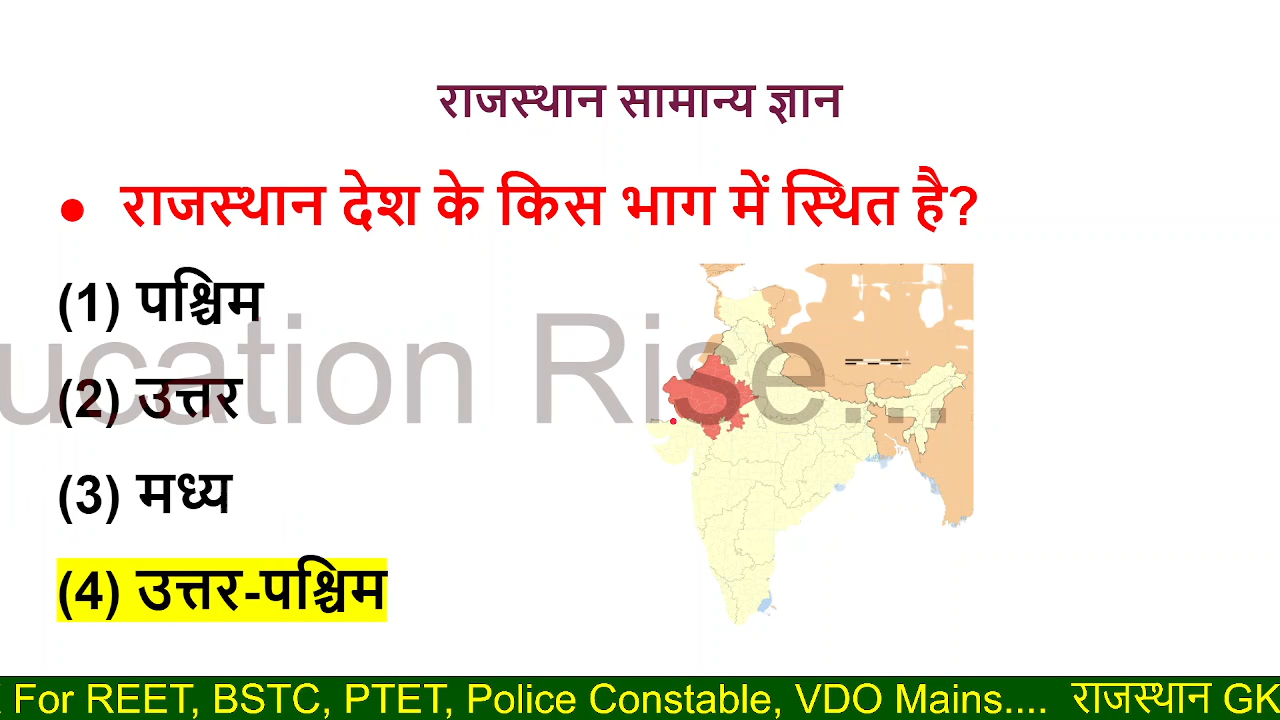 राजस्थान सामान्य ज्ञान
● राजस्थान देश के किस भाग में स्थित है?
(1) पश्चिम
ucation Rise...
(2) उत्तर
(3) मध्य
(4) उत्तर-पश्चिम
For REET, BSTC, PTET, Police Constable, VDO Mains.... राजस्थान GK